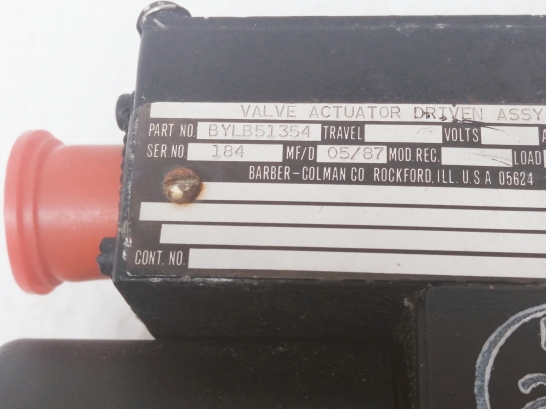 VALVE ACTUATOR DRIVEN ASSY
PART NO. BYLB51354 TRAVEL VOLTS A
SER NO 184 MF/D 05/87 MOD.REC. LOAD
BARBER-COLMAN CO ROCKFORD, ILL. U.S A 05624
CONT. NO.